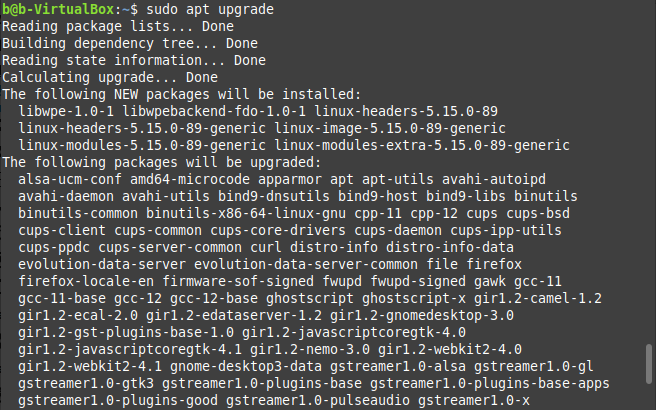 b@b-VirtualBox:~$ sudo apt upgrade
Reading package lists... Done
Building dependency tree... Done
Reading state information... Done
Calculating upgrade... Done
The following NEW packages will be installed:
  libwpe-1.0-1 libwpebackend-fdo-1.0-1 linux-headers-5.15.0-89
  linux-headers-5.15.0-89-generic linux-image-5.15.0-89-generic
  linux-modules-5.15.0-89-generic linux-modules-extra-5.15.0-89-generic
The following packages will be upgraded:
  alsa-ucm-conf amd64-microcode apparmor apt apt-utils avahi-autoipd
  avahi-daemon avahi-utils bind9-dnsutils bind9-host bind9-libs binutils
  binutils-common binutils-x86-64-linux-gnu cpp-11 cpp-12 cups cups-bsd
  cups-client cups-common cups-core-drivers cups-daemon cups-ipp-utils
  cups-ppdc cups-server-common curl distro-info distro-info-data
  evolution-data-server evolution-data-server-common file firefox
  firefox-locale-en firmware-sof-signed fwupd fwupd-signed gawk gcc-11
  gcc-11-base gcc-12 gcc-12-base ghostscript ghostscript-x gir1.2-camel-1.2
  gir1.2-ecal-2.0 gir1.2-edataserver-1.2 gir1.2-gnomedesktop-3.0
  gir1.2-gst-plugins-base-1.0 gir1.2-javascriptcoregtk-4.0
  gir1.2-javascriptcoregtk-4.1 gir1.2-nemo-3.0 gir1.2-webkit2-4.0
  gir1.2-webkit2-4.1 gnome-desktop3-data gstreamer1.0-alsa gstreamer1.0-gl
  gstreamer1.0-gtk3 gstreamer1.0-plugins-base gstreamer1.0-plugins-base-apps
  gstreamer1.0-plugins-good gstreamer1.0-pulseaudio gstreamer1.0-x